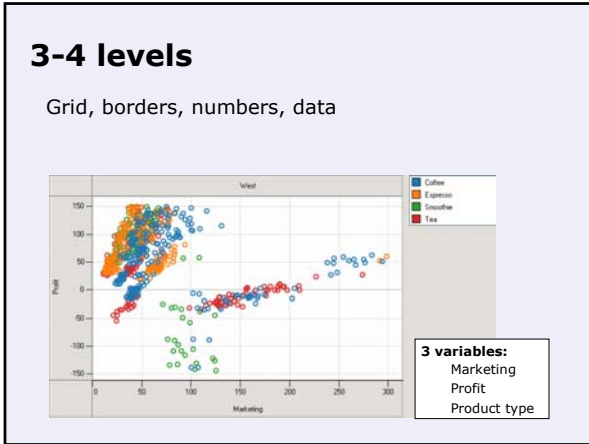 3-4 levels
Grid, borders, numbers, data
West
Coffee
Espresso
Smoothie
Tea
150
100
50
0
-50
-100
-150
Profit
0 50 100 150 200 250 300
Marketing
3 variables:
Marketing
Profit
Product type